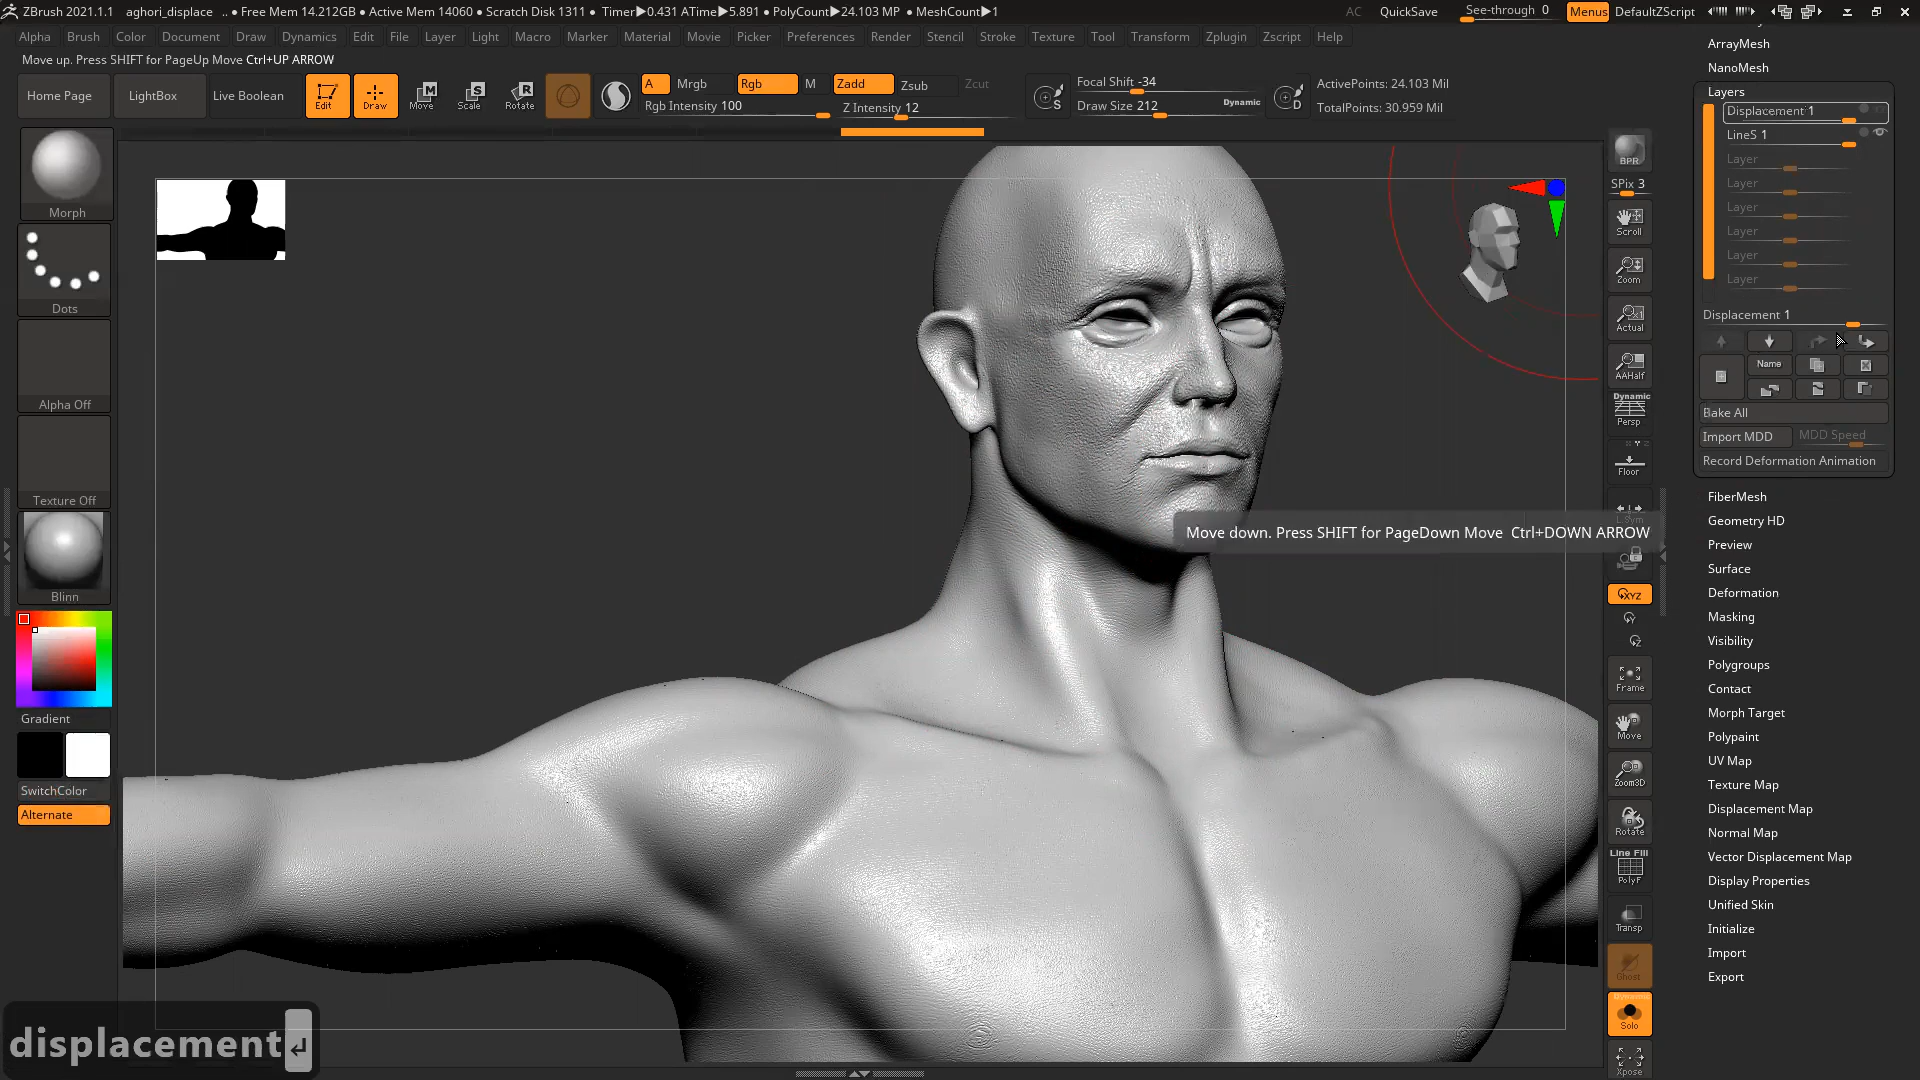 ZBrush 2021.1.1 aghori_displace .. ● Free Mem 14.212GB ● Active Mem 14060 ● Scratch Disk 1311 ● Timer▶0.431 ATime▶5.891 ● PolyCount▶24.103 MP ● MeshCount▶1 AC QuickSave See-through 0 Menus DefaultZScript
Alpha Brush Color Document Draw Dynamics Edit File Layer Light Macro Marker Material Movie Picker Preferences Render Stencil Stroke Texture Tool Transform Zplugin Zscript Help
Move up. Press SHIFT for PageUp Move Ctrl+UP ARROW
Home Page LightBox Live Boolean Edit Draw Move Scale Rotate
A Mrgb Rgb M Zadd Zsub Zcut
Rgb Intensity 100 Z Intensity 12
S Focal Shift -34
Draw Size 212 Dynamic
D ActivePoints: 24.103 Mil
TotalPoints: 30.959 Mil
Morph
Dots
Alpha Off
Texture Off
Blinn
Gradient
SwitchColor
Alternate
displacement
Move down. Press SHIFT for PageDown Move Ctrl+DOWN ARROW
BPR
SPix 3
Scroll
Zoom
Actual
AAHalf
Dynamic
Persp
Floor
L.Sym
XYZ
Y
Z
Frame
Move
Zoom3D
Rotate
Line Fill
PolyF
Transp
Ghost
Dynamic
Solo
Xpose
ArrayMesh
NanoMesh
Layers
Displacement 1
LineS 1
Layer
Layer
Layer
Layer
Layer
Layer
Displacement 1
Name
Bake All
Import MDD MDD Speed
Record Deformation Animation
FiberMesh
Geometry HD
Preview
Surface
Deformation
Masking
Visibility
Polygroups
Contact
Morph Target
Polypaint
UV Map
Texture Map
Displacement Map
Normal Map
Vector Displacement Map
Display Properties
Unified Skin
Initialize
Import
Export